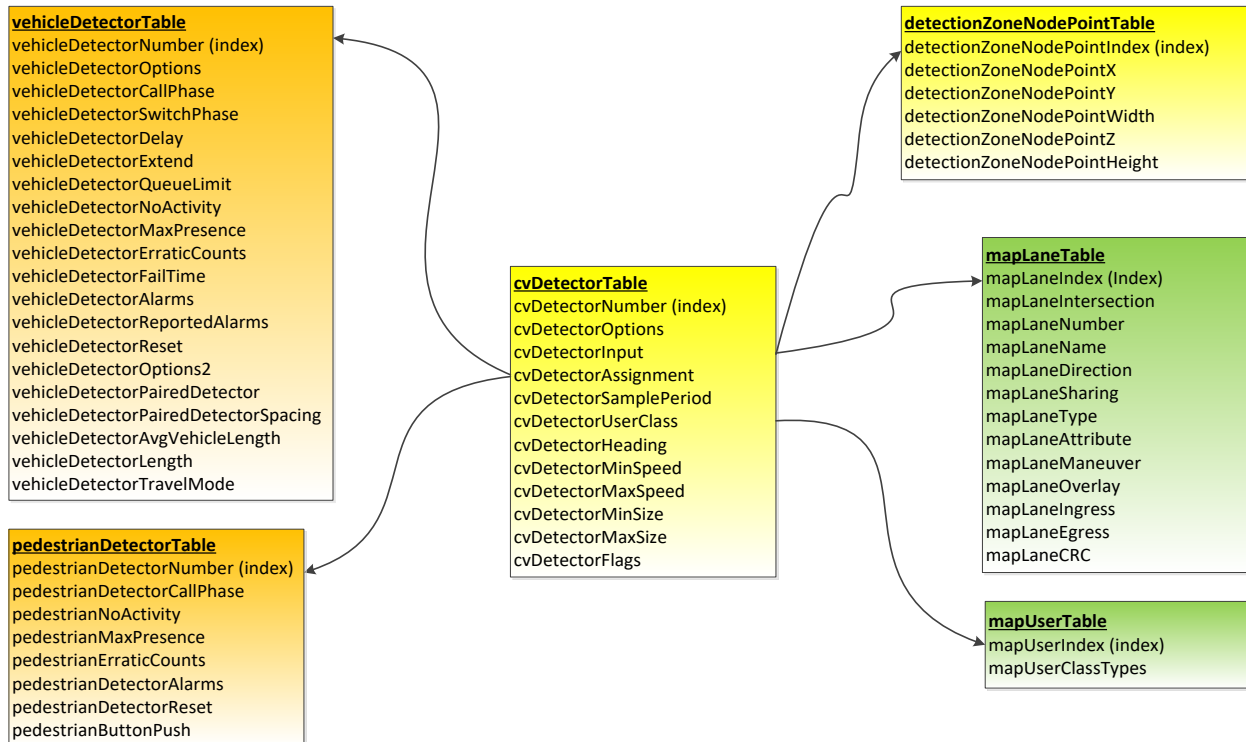 vehicleDetectorTable
vehicleDetectorNumber (index)
vehicleDetectorOptions
vehicleDetectorCallPhase
vehicleDetectorSwitchPhase
vehicleDetectorDelay
vehicleDetectorExtend
vehicleDetectorQueueLimit
vehicleDetectorNoActivity
vehicleDetectorMaxPresence
vehicleDetectorErraticCounts
vehicleDetectorFailTime
vehicleDetectorAlarms
vehicleDetectorReportedAlarms
vehicleDetectorReset
vehicleDetectorOptions2
vehicleDetectorPairedDetector
vehicleDetectorPairedDetectorSpacing
vehicleDetectorAvgVehicleLength
vehicleDetectorLength
vehicleDetectorTravelMode
pedestrianDetectorTable
pedestrianDetectorNumber (index)
pedestrianDetectorCallPhase
pedestrianNoActivity
pedestrianMaxPresence
pedestrianErraticCounts
pedestrianDetectorAlarms
pedestrianDetectorReset
pedestrianButtonPush
cvDetectorTable
cvDetectorNumber (index)
cvDetectorOptions
cvDetectorInput
cvDetectorAssignment
cvDetectorSamplePeriod
cvDetectorUserClass
cvDetectorHeading
cvDetectorMinSpeed
cvDetectorMaxSpeed
cvDetectorMinSize
cvDetectorMaxSize
cvDetectorFlags
detectionZoneNodePointTable
detectionZoneNodePointIndex (index)
detectionZoneNodePointX
detectionZoneNodePointY
detectionZoneNodePointWidth
detectionZoneNodePointZ
detectionZoneNodePointHeight
mapLaneTable
mapLaneIndex (Index)
mapLaneIntersection
mapLaneNumber
mapLaneName
mapLaneDirection
mapLaneSharing
mapLaneType
mapLaneAttribute
mapLaneManeuver
mapLaneOverlay
mapLaneIngress
mapLaneEgress
mapLaneCRC
mapUserTable
mapUserIndex (index)
mapUserClassTypes